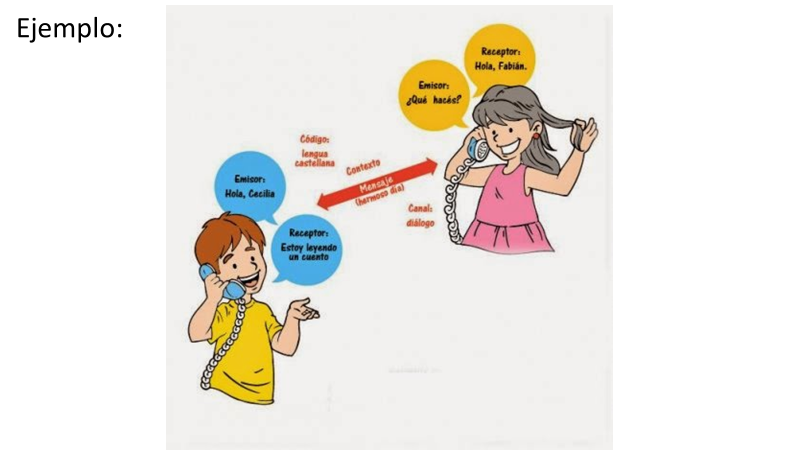 Ejemplo:
Receptor:
Hola, Fabián.
Emisor:
¿Qué hacés?
Código:
lengua
castellana
Contexto
Mensaje
(hermoso día)
Canal:
diálogo
Emisor:
Hola, Cecilia
Receptor:
Estoy leyendo
un cuento